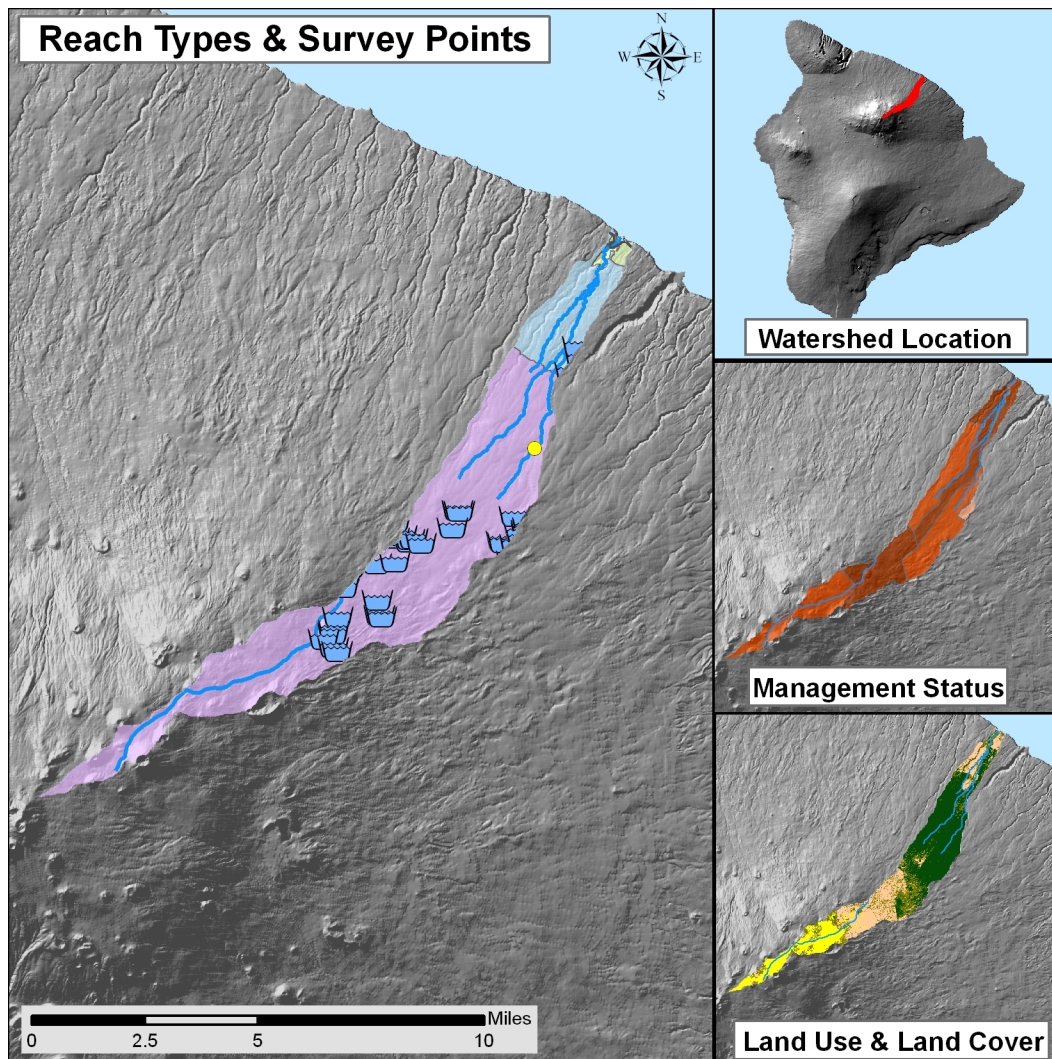 Reach Types & Survey Points
N
W E
S
Miles
0 2.5 5 10
Watershed Location
Management Status
Land Use & Land Cover